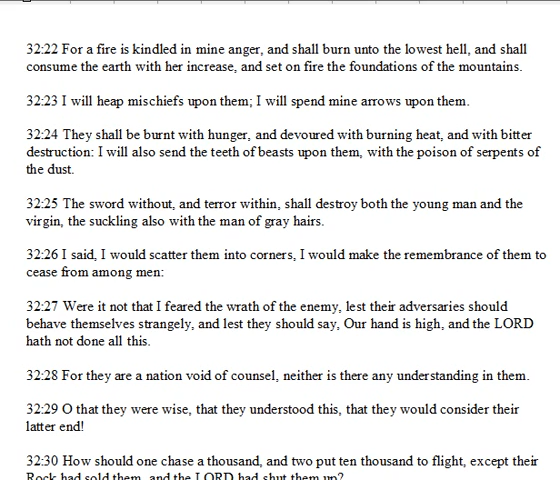 32:22 For a fire is kindled in mine anger, and shall burn unto the lowest hell, and shall
consume the earth with her increase, and set on fire the foundations of the mountains.
32:23 I will heap mischiefs upon them; I will spend mine arrows upon them.
32:24 They shall be burnt with hunger, and devoured with burning heat, and with bitter
destruction: I will also send the teeth of beasts upon them, with the poison of serpents of
the dust.
32:25 The sword without, and terror within, shall destroy both the young man and the
virgin, the suckling also with the man of gray hairs.
32:26 I said, I would scatter them into corners, I would make the remembrance of them to
cease from among men:
32:27 Were it not that I feared the wrath of the enemy, lest their adversaries should
behave themselves strangely, and lest they should say, Our hand is high, and the LORD
hath not done all this.
32:28 For they are a nation void of counsel, neither is there any understanding in them.
32:29 O that they were wise, that they understood this, that they would consider their
latter end!
32:30 How should one chase a thousand, and two put ten thousand to flight, except their
Rock had sold them, and the LORD had shut them up?